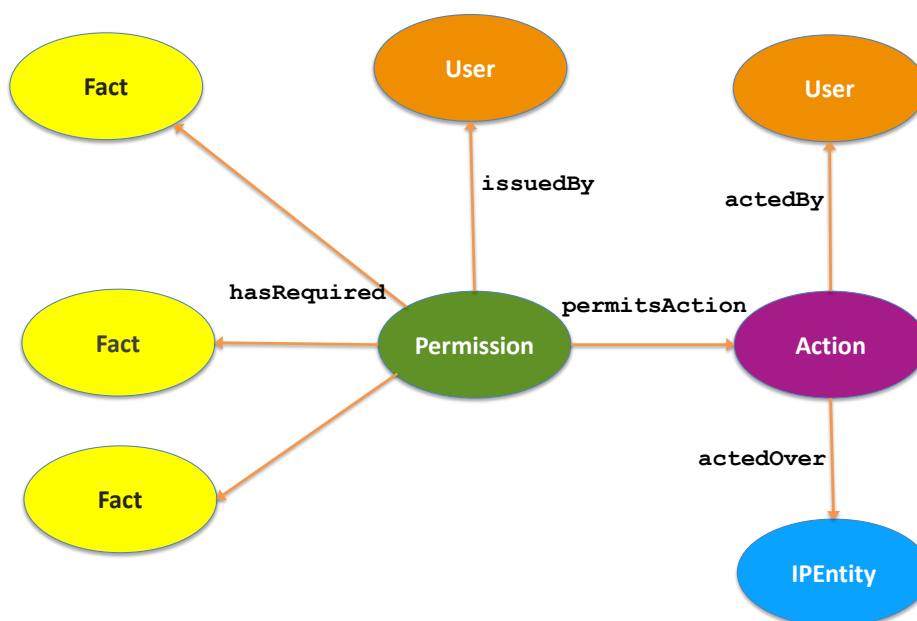 Fact
User
User
issuedBy
actedBy
hasRequired
permitsAction
Fact
Permission
Action
actedOver
Fact
IPEntity